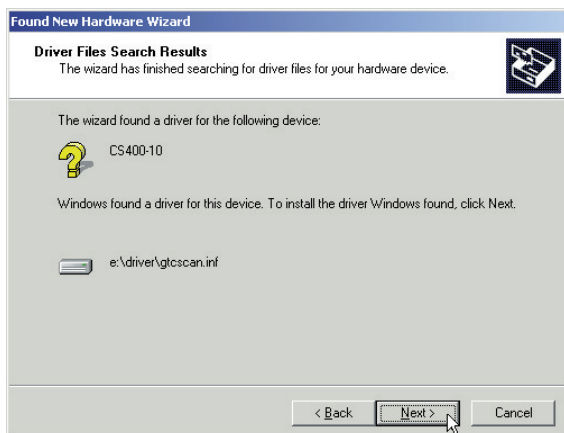 Found New Hardware Wizard
Driver Files Search Results
The wizard has finished searching for driver files for your hardware device.
The wizard found a driver for the following device:
CS400-10
Windows found a driver for this device. To install the driver Windows found, click Next.
e:\driver\gtcscan.inf
< Back Next > Cancel